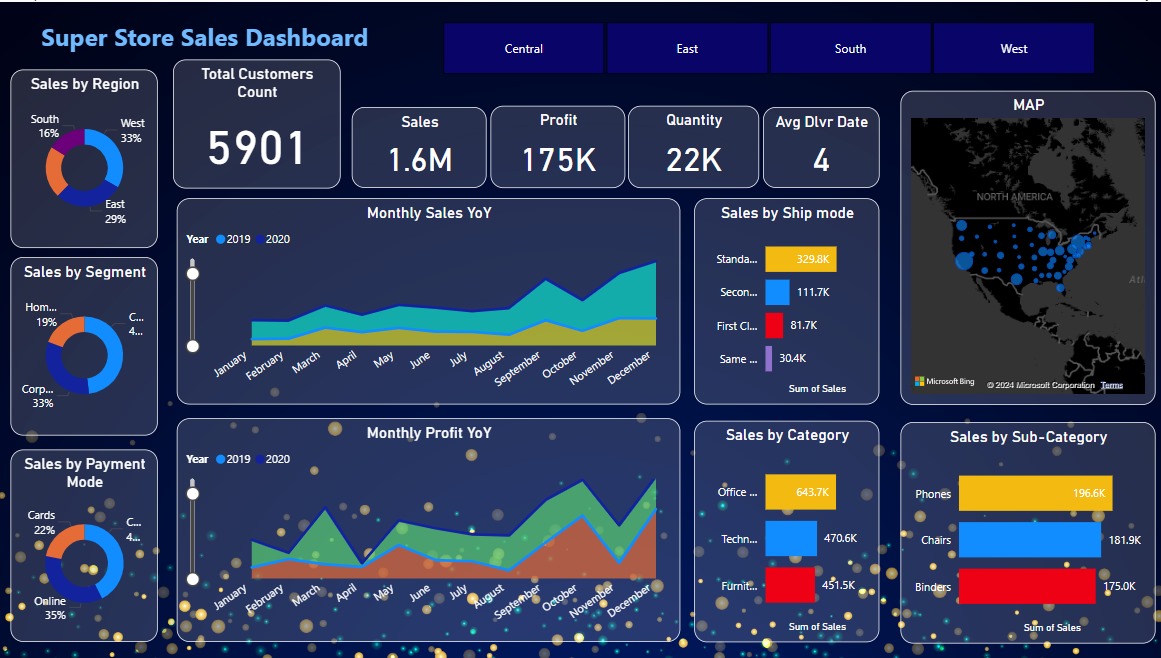 Super Store Sales Dashboard
Central
East
South
West
Sales by Region
South
16%
West
33%
East
29%
Total Customers
Count
5901
Sales
1.6M
Profit
175K
Quantity
22K
Avg Dlvr Date
4
MAP
NORTH AMERICA
Atl
Microsoft Bing
© 2024 Microsoft Corporation Terms
Sales by Segment
Hom...
19%
C...
4...
Corp...
33%
Monthly Sales YoY
Year 2019 2020
January
February
March
April
May
June
July
August
September
October
November
December
Sales by Ship mode
Standa... 329.8K
Secon... 111.7K
First Cl... 81.7K
Same ... 30.4K
Sum of Sales
Sales by Payment
Mode
Cards
22%
C...
4...
Online
35%
Monthly Profit YoY
Year 2019 2020
January
February
March
April
May
June
July
August
September
October
November
December
Sales by Category
Office ... 643.7K
Techn... 470.6K
Furnit... 451.5K
Sum of Sales
Sales by Sub-Category
Phones 196.6K
Chairs 181.9K
Binders 175.0K
Sum of Sales